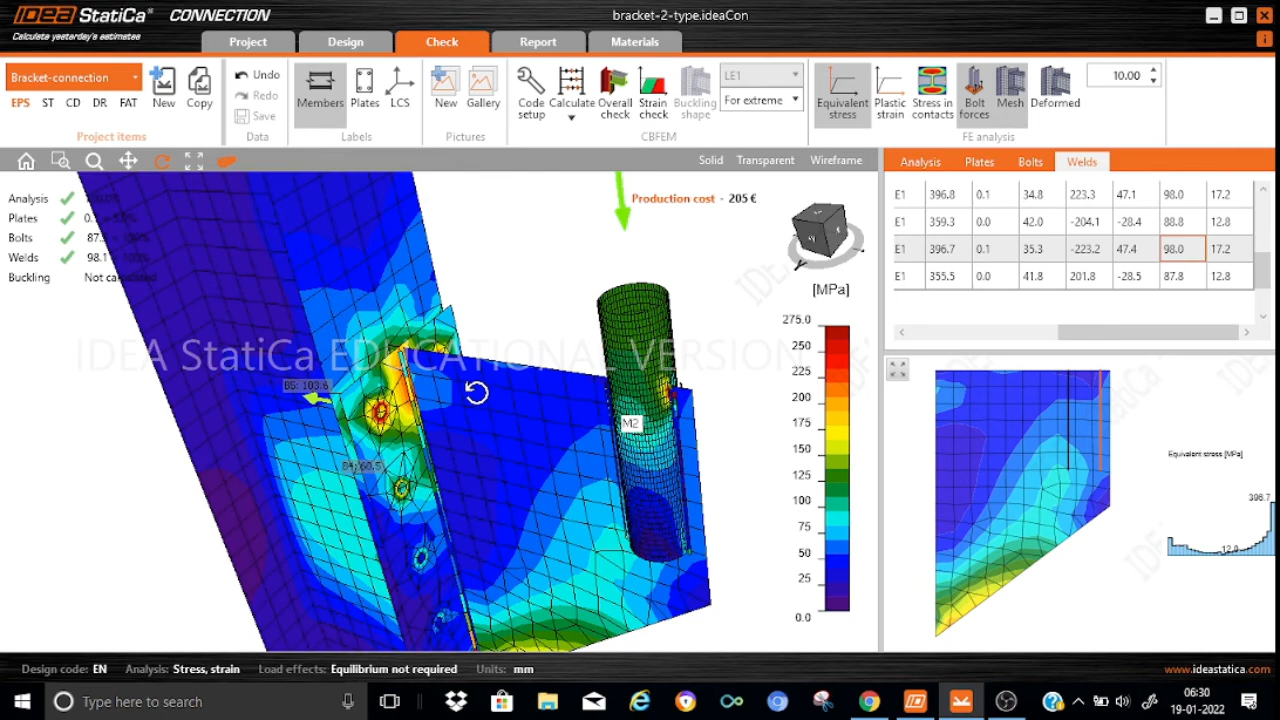 IDEA StatiCa® CONNECTION
bracket-2-type.ideaCon
Calculate yesterday's estimates
Project
Design
Check
Report
Materials
Bracket-connection
EPS ST CD DR FAT
New
Copy
Project items
Undo
Redo
Save
Data
Members
Plates
LCS
Labels
New
Gallery
Pictures
Code setup
Calculate
Overall check
Strain check
Buckling shape
LE1
For extreme
CBFEM
Equivalent stress
Plastic strain
Stress in contacts
Bolt forces
Mesh
Deformed
10.00
FE analysis
Solid Transparent Wireframe
Analysis
Plates
Bolts
Welds
Buckling Not calculated
Production cost - 205 €
[MPa]
275.0
250
225
200
175
150
125
100
75
50
25
0.0
IDEA StatiCa EDUCATIONAL VERSION
B5: 103.6
M2
Analysis Plates Bolts Welds
E1 396.8 0.1 34.8 223.3 47.1 98.0 17.2
E1 359.3 0.0 42.0 -204.1 -28.4 88.8 12.8
E1 396.7 0.1 35.3 -223.2 47.4 98.0 17.2
E1 355.5 0.0 41.8 201.8 -28.5 87.8 12.8
Equivalent stress [MPa]
396.7
Design code: EN Analysis: Stress, strain Load effects: Equilibrium not required Units: mm
www.ideastatica.com
Type here to search
06:30
19-01-2022